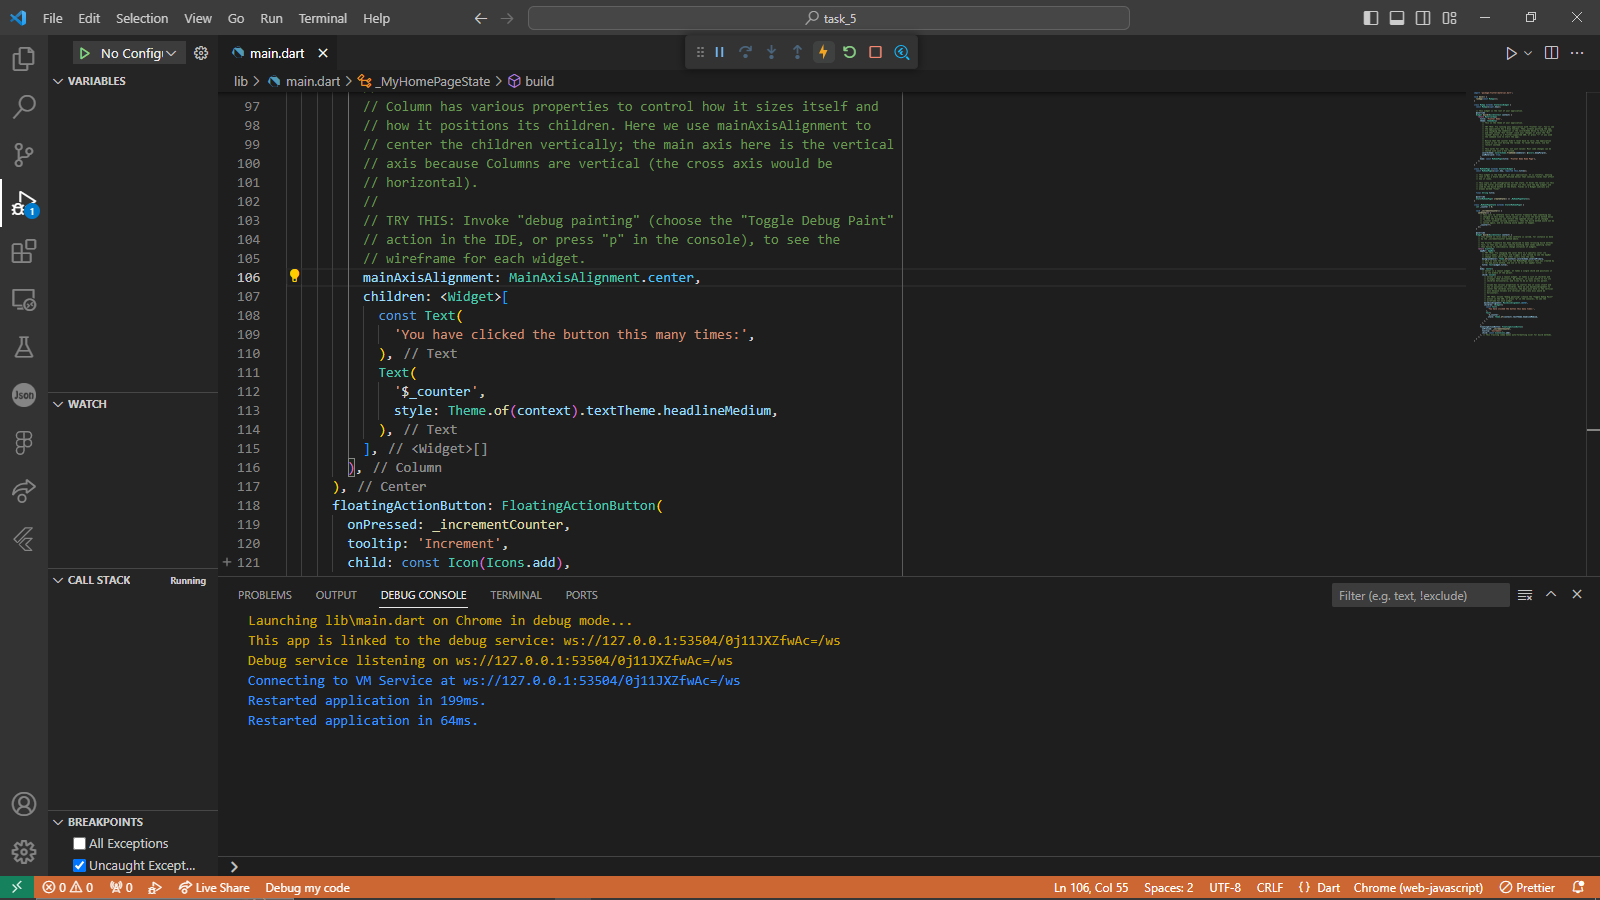 File Edit Selection View Go Run Terminal Help
task_5
No Config
main.dart
lib > main.dart > _MyHomePageState > build
VARIABLES
WATCH
CALL STACK Running
BREAKPOINTS
All Exceptions
Uncaught Except...
97 // Column has various properties to control how it sizes itself and
98 // how it positions its children. Here we use mainAxisAlignment to
99 // center the children vertically; the main axis here is the vertical
100 // axis because Columns are vertical (the cross axis would be
101 // horizontal).
102 //
103 // TRY THIS: Invoke "debug painting" (choose the "Toggle Debug Paint"
104 // action in the IDE, or press "p" in the console), to see the
105 // wireframe for each widget.
106 mainAxisAlignment: MainAxisAlignment.center,
107 children: <Widget>[
108 const Text(
109 'You have clicked the button this many times:',
110 ), // Text
111 Text(
112 '$_counter',
113 style: Theme.of(context).textTheme.headlineMedium,
114 ), // Text
115 ], // <Widget>[]
116 ), // Column
117 ), // Center
118 floatingActionButton: FloatingActionButton(
119 onPressed: _incrementCounter,
120 tooltip: 'Increment',
121 child: const Icon(Icons.add),
PROBLEMS OUTPUT DEBUG CONSOLE TERMINAL PORTS
Filter (e.g. text, !exclude)
Launching lib\main.dart on Chrome in debug mode...
This app is linked to the debug service: ws://127.0.0.1:53504/0j11JXZfwAc=/ws
Debug service listening on ws://127.0.0.1:53504/0j11JXZfwAc=/ws
Connecting to VM Service at ws://127.0.0.1:53504/0j11JXZfwAc=/ws
Restarted application in 199ms.
Restarted application in 64ms.
1
Json
0 0 0 Live Share Debug my code
Ln 106, Col 55 Spaces: 2 UTF-8 CRLF {} Dart Chrome (web-javascript) Prettier